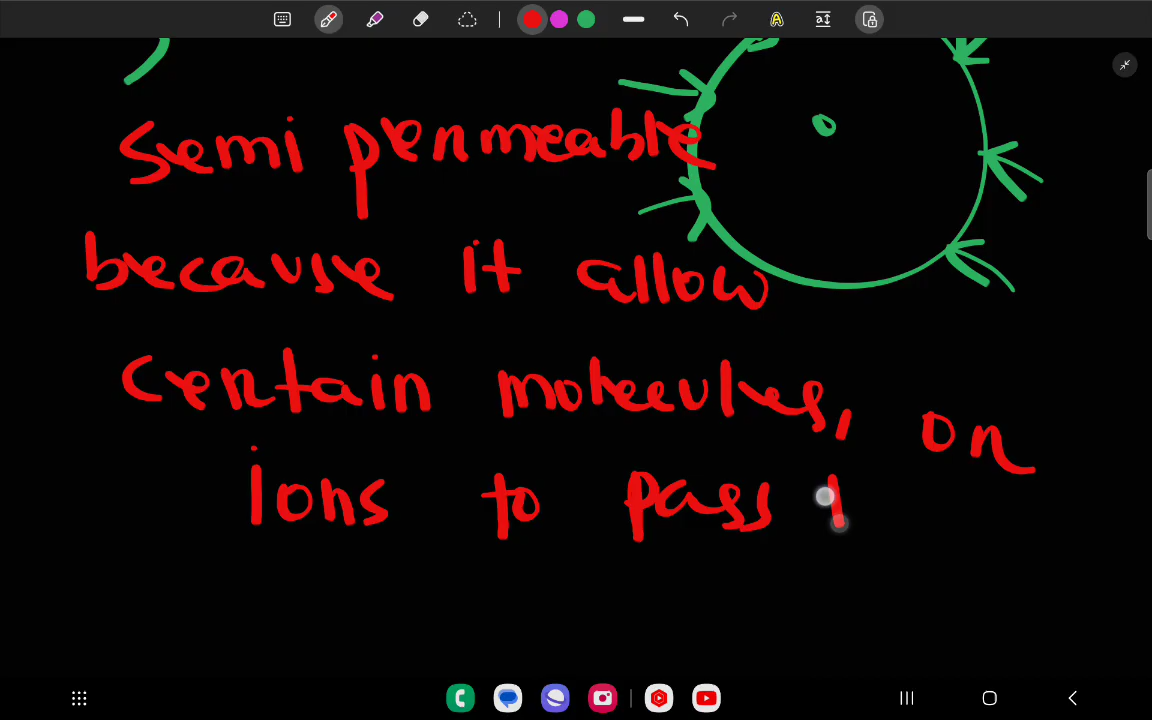 Semi permeable
because it allow
Certain molecules, or
ions to pass